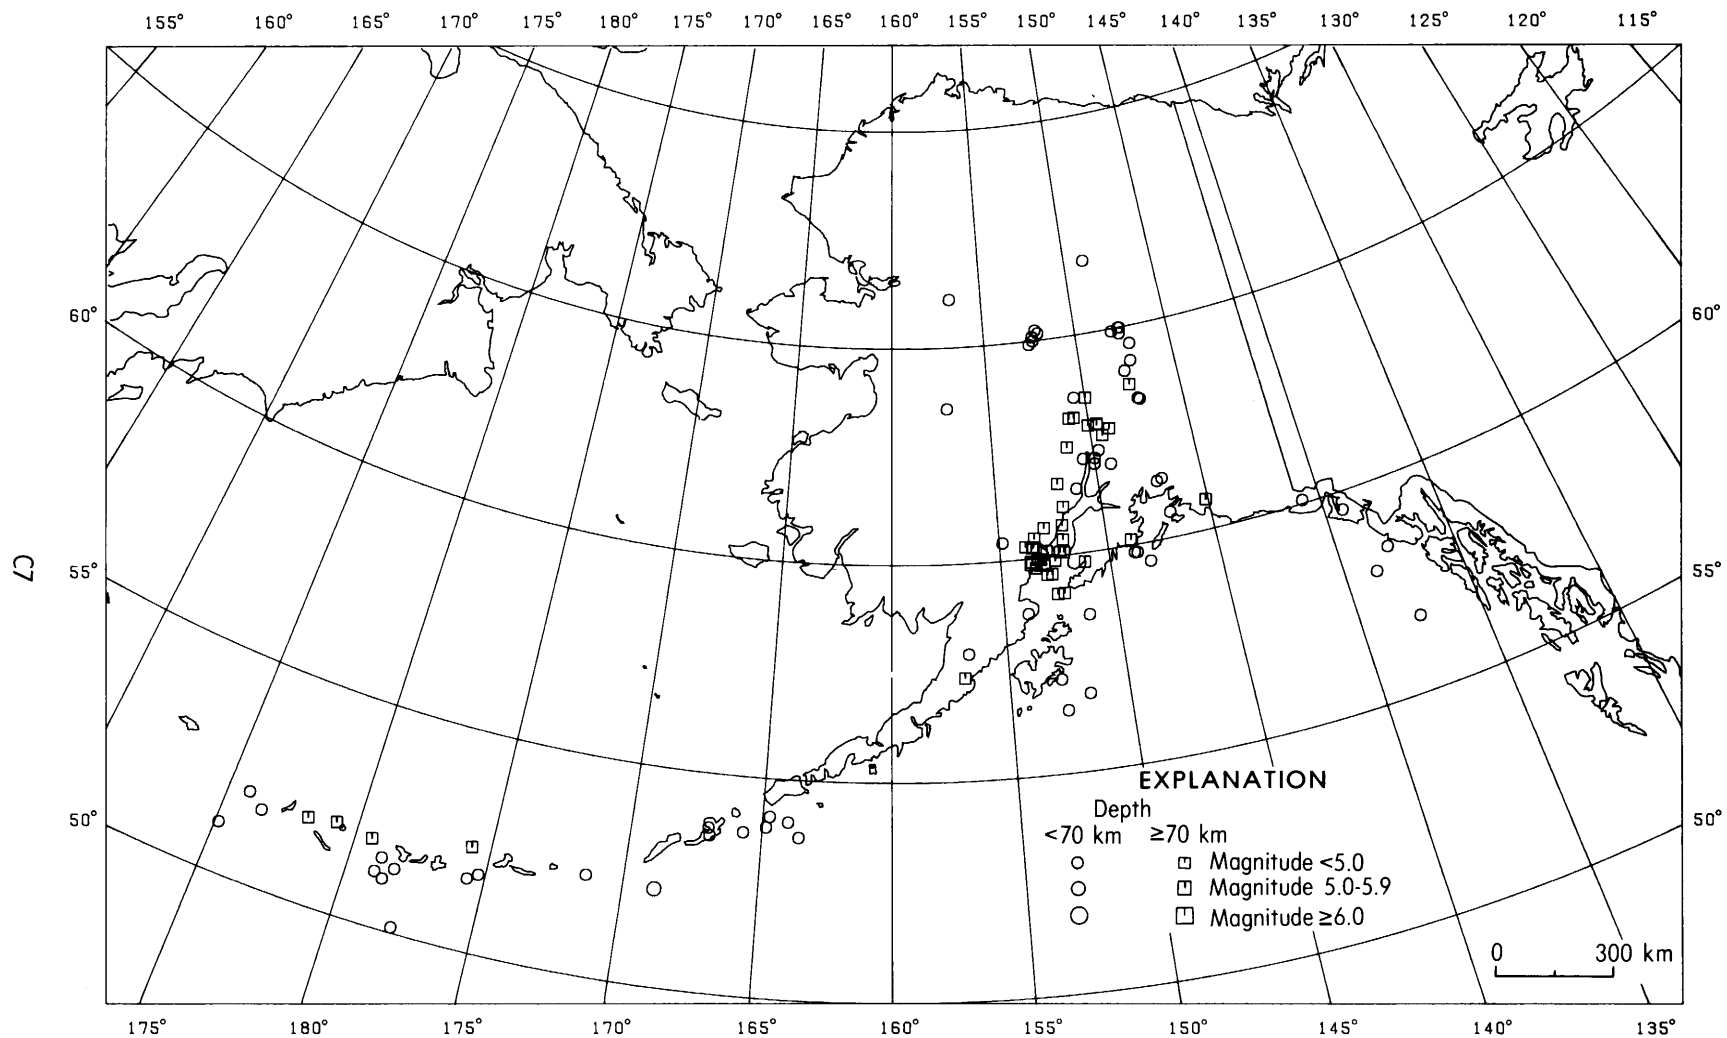 155° 160° 165° 170° 175° 180° 175° 170° 165° 160° 155° 150° 145° 140° 135° 130° 125° 120° 115°
60° 60°
55° 55°
50° 50°
C7
EXPLANATION
Depth
<70 km ≥70 km
Magnitude <5.0
Magnitude 5.0-5.9
Magnitude ≥6.0
0 300 km
175° 180° 175° 170° 165° 160° 155° 150° 145° 140° 135°